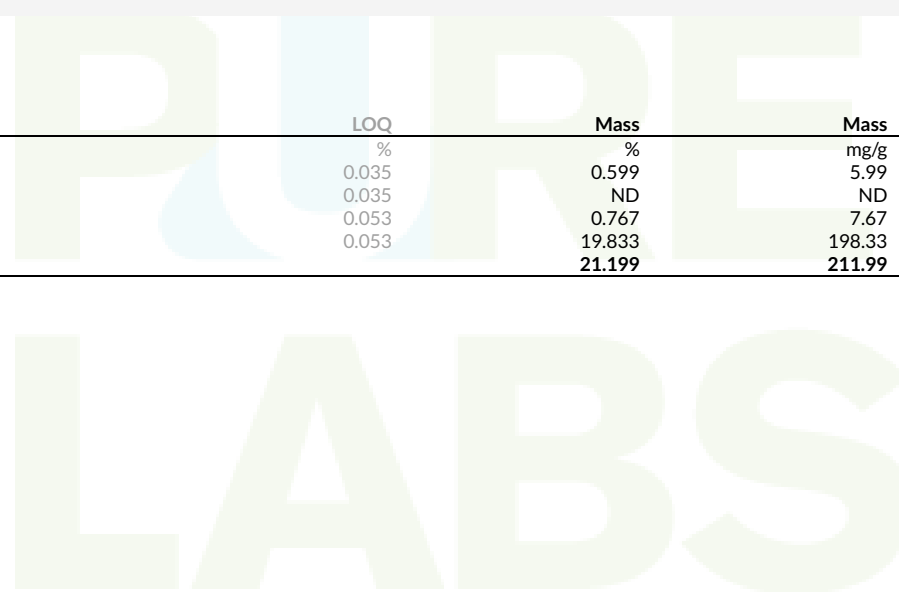 PURE
LOQ Mass Mass
% % mg/g
0.035 0.599 5.99
0.035 ND ND
0.053 0.767 7.67
0.053 19.833 198.33
21.199 211.99
LABS